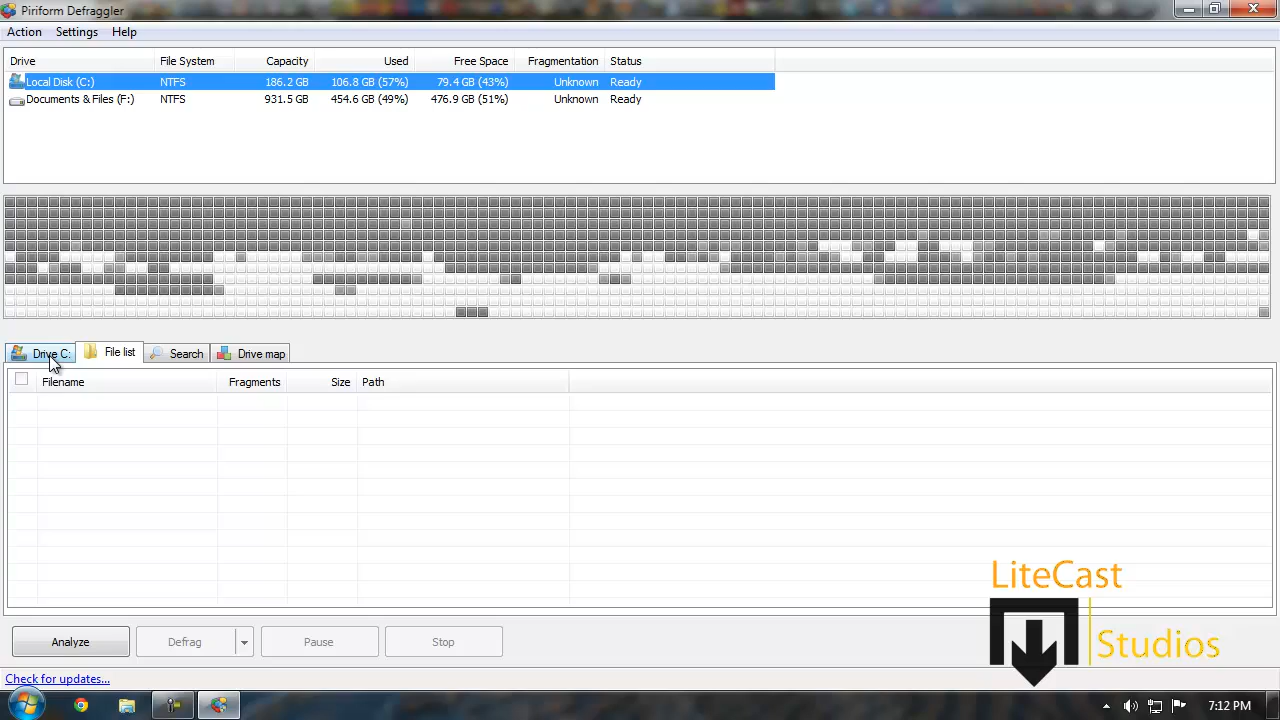 Piriform Defraggler
Action Settings Help
Drive File System Capacity Used Free Space Fragmentation Status
Local Disk (C:) NTFS 186.2 GB 106.8 GB (57%) 79.4 GB (43%) Unknown Ready
Documents & Files (F:) NTFS 931.5 GB 454.6 GB (49%) 476.9 GB (51%) Unknown Ready
Drive C: File list Search Drive map
Filename Fragments Size Path
LiteCast
Studios
Analyze Defrag Pause Stop
Check for updates...
7:12 PM